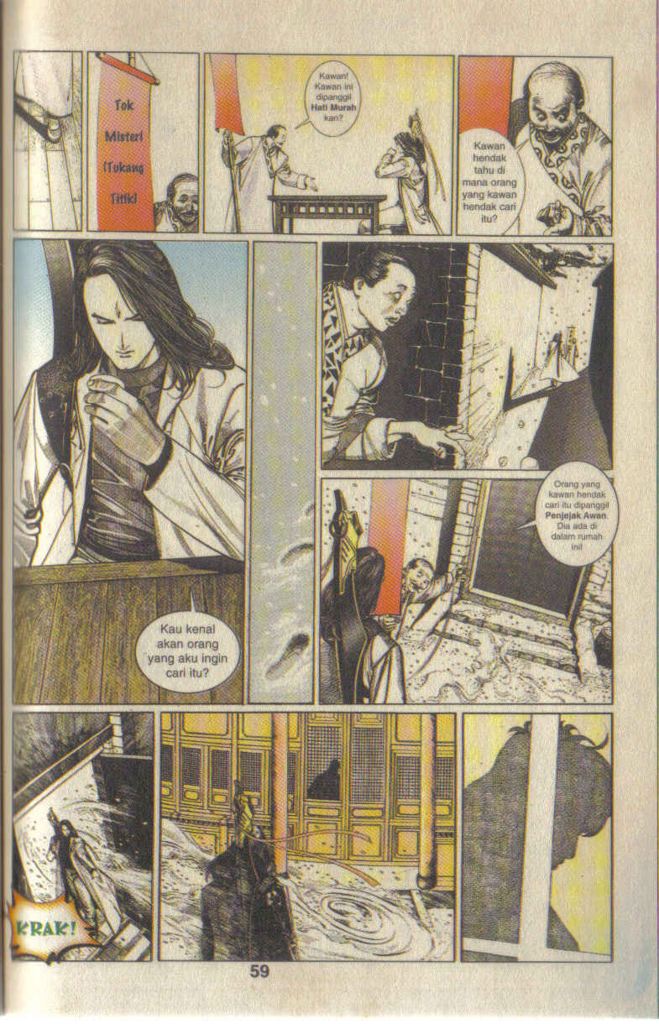 Tok
Misteri
(Tukang
Titik)
Kawan!
Kawan ini
dipanggil
Hati Murah
kan?
Kawan
hendak
tahu di
mana orang
yang kawan
hendak cari
itu?
Kau kenal
akan orang
yang aku ingin
cari itu?
Orang yang
kawan hendak
cari itu dipanggil
Penjejak Awan.
Dia ada di
dalam rumah
ini!
KRAK!
59